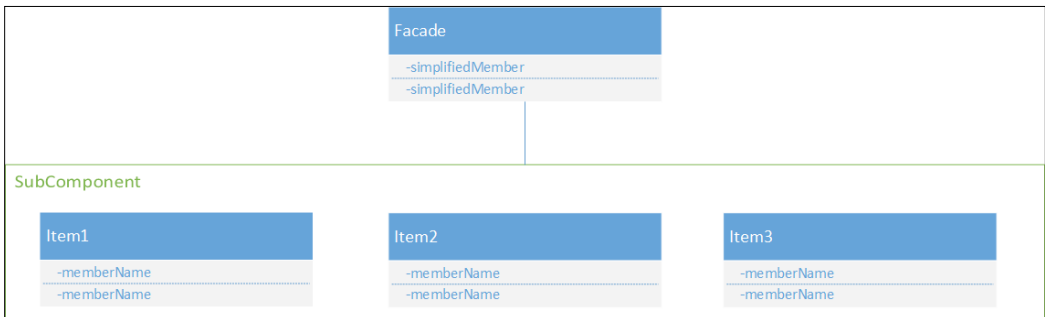 Facade
-simplifiedMember
-simplifiedMember
SubComponent
Item1
Item2
Item3
-memberName
-memberName
-memberName
-memberName
-memberName
-memberName